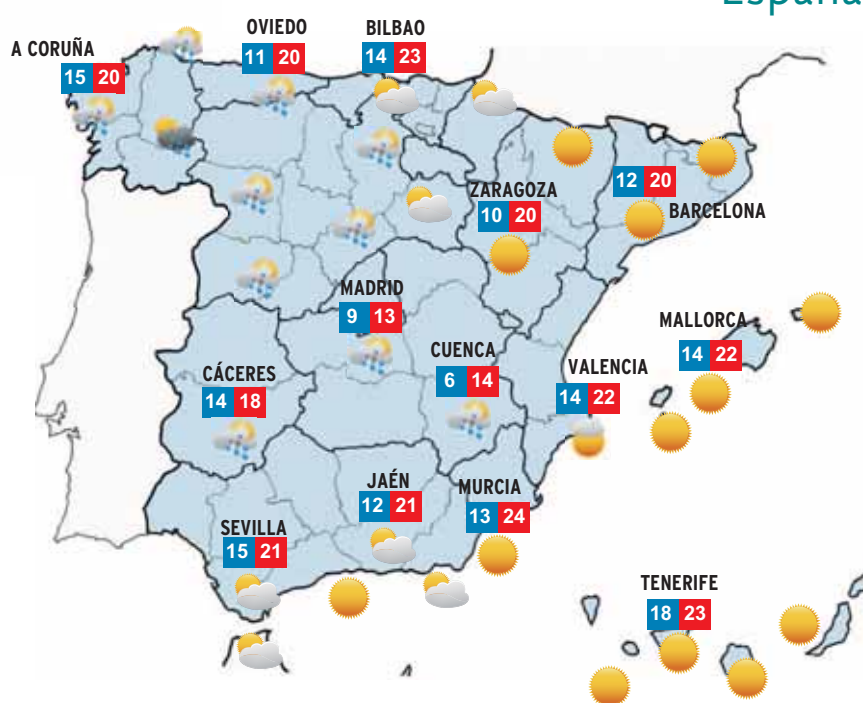 España
OVIEDO
11 20
BILBAO
14 23
A CORUÑA
15 20
ZARAGOZA
10 20
12 20
BARCELONA
MADRID
9 13
MALLORCA
14 22
CUENCA
6 14
VALENCIA
14 22
CÁCERES
14 18
JAÉN
12 21
MURCIA
13 24
SEVILLA
15 21
TENERIFE
18 23